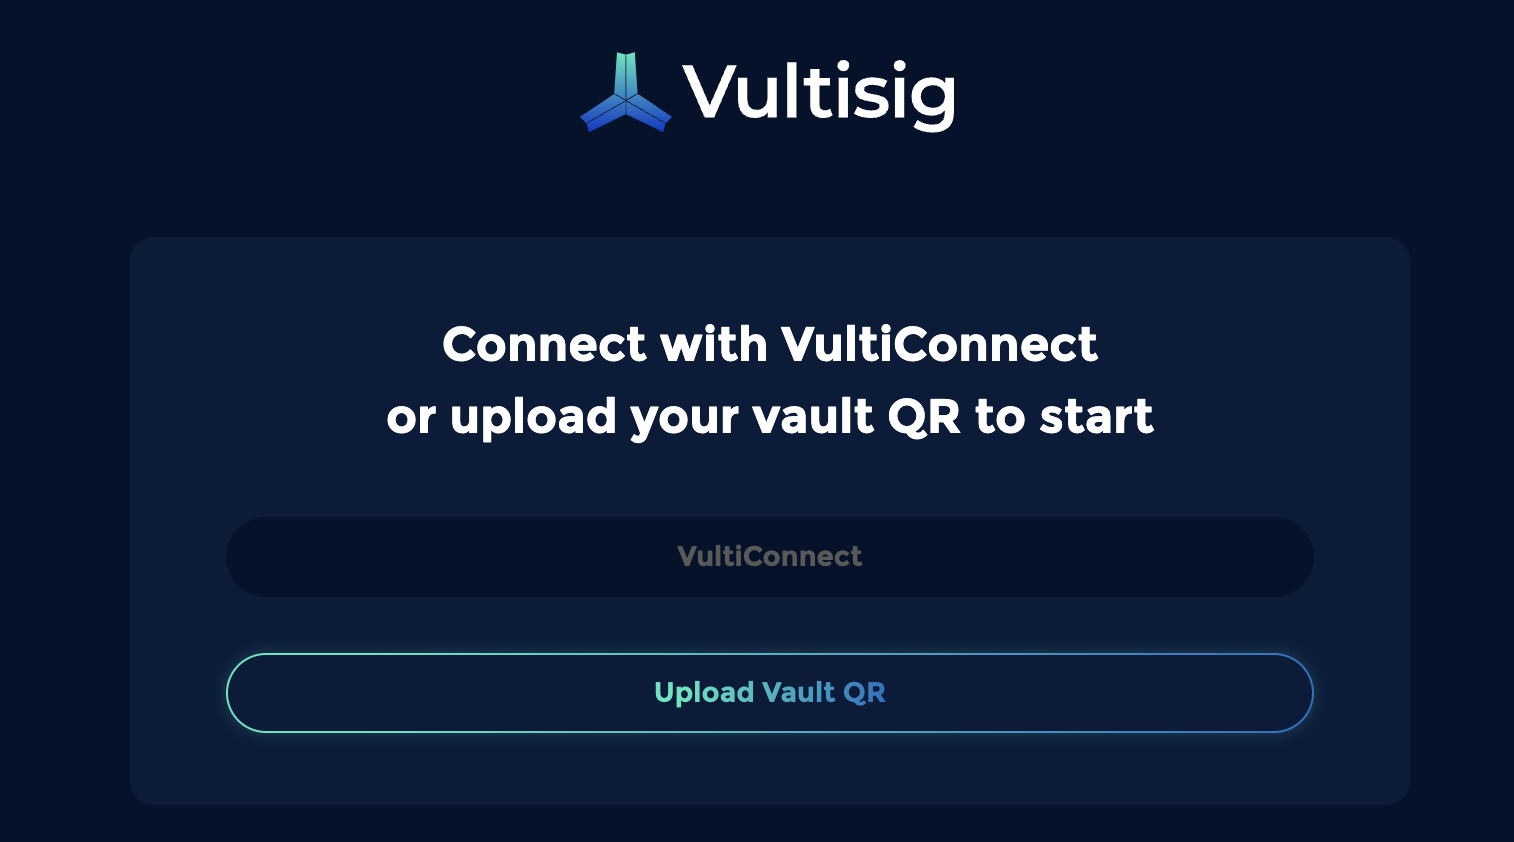 Vultisig
Connect with VultiConnect
or upload your vault QR to start
VultiConnect
Upload Vault QR